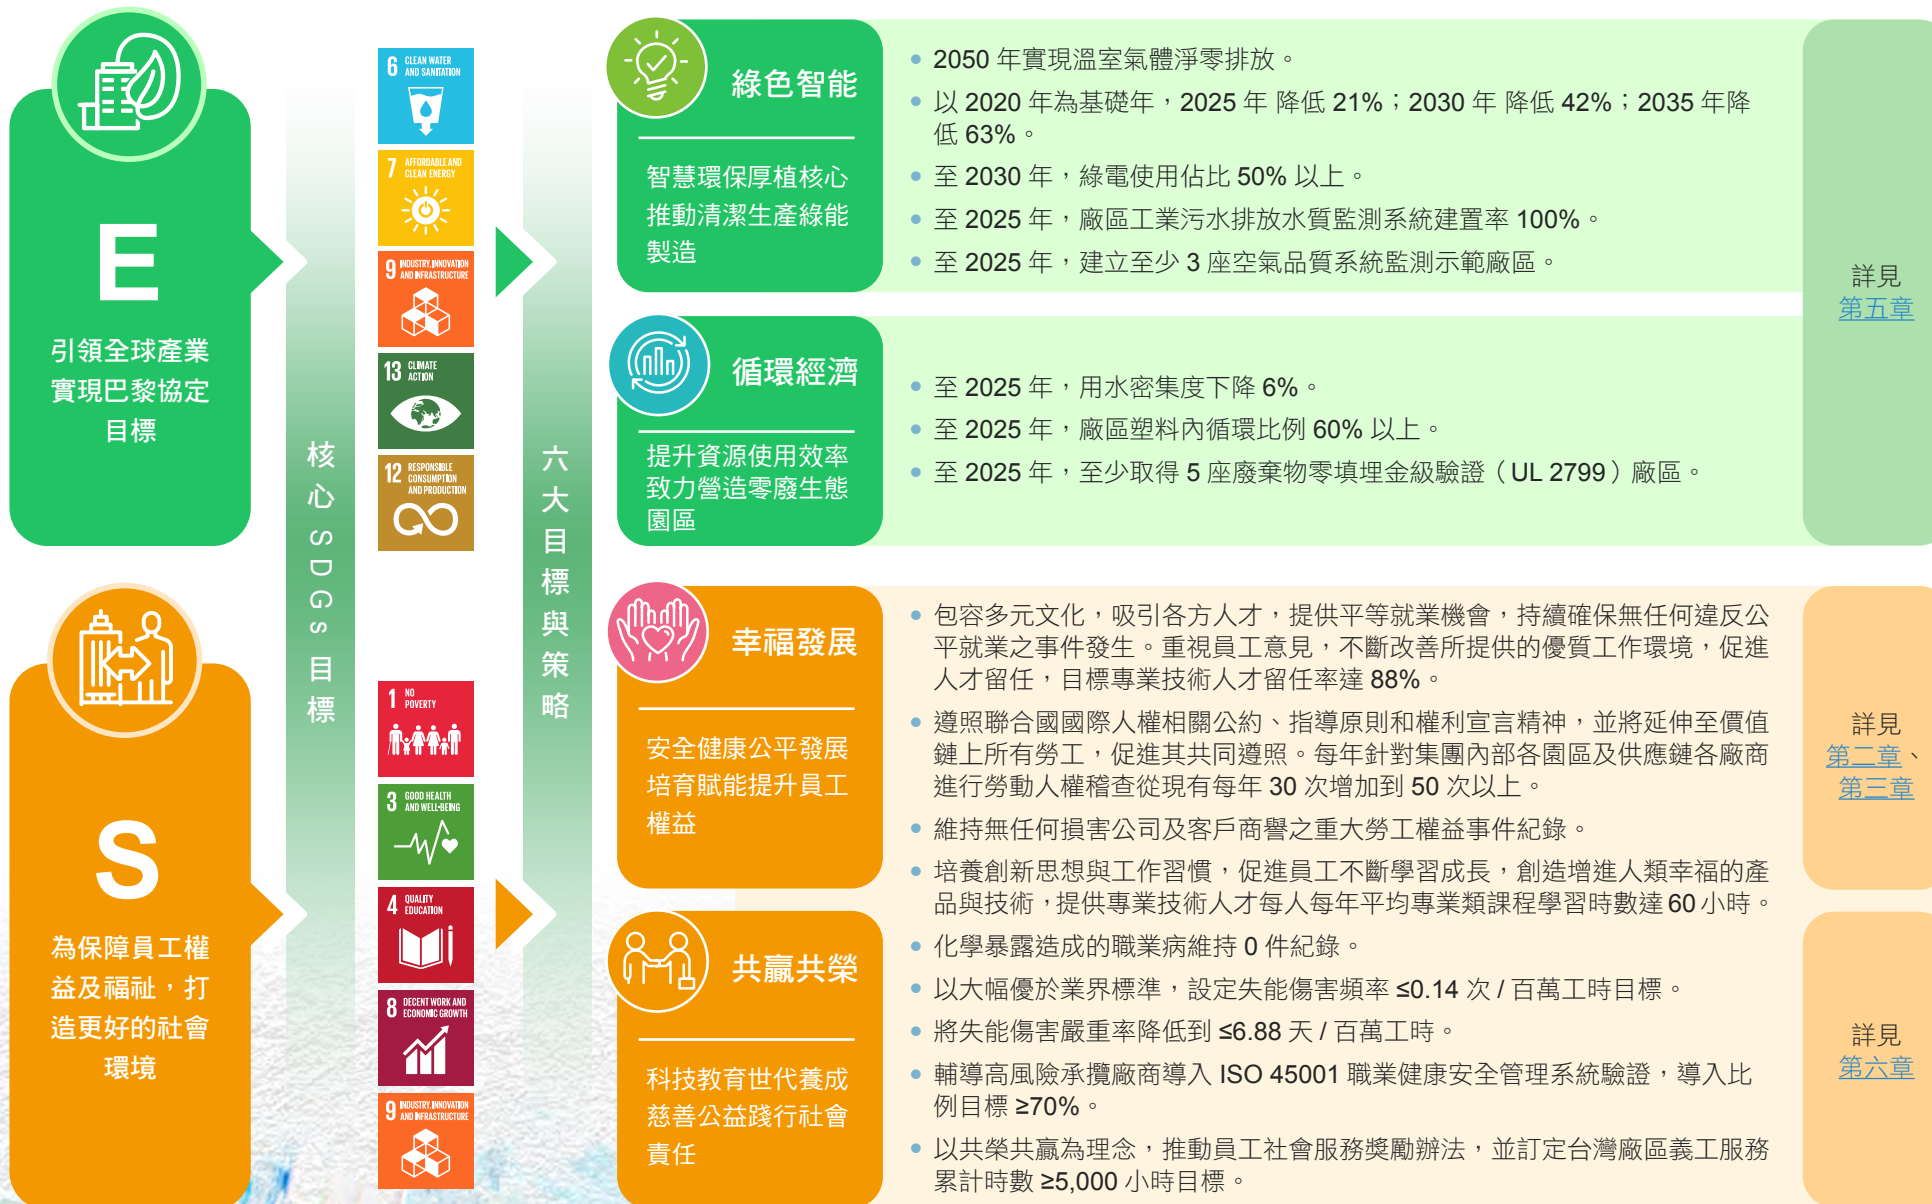 E
引領全球產業
實現巴黎協定
目標
核心 SDGs 目標
6 CLEAN WATER
AND SANITATION
7 AFFORDABLE AND
CLEAN ENERGY
9 INDUSTRY, INNOVATION
AND INFRASTRUCTURE
13 CLIMATE
ACTION
12 RESPONSIBLE
CONSUMPTION
AND PRODUCTION
六大目標與策略
綠色智能
智慧環保厚植核心
推動清潔生產綠能
製造
• 2050 年實現溫室氣體淨零排放。
• 以 2020 年為基礎年，2025 年 降低 21%；2030 年 降低 42%；2035 年降
低 63%。
• 至 2030 年，綠電使用佔比 50% 以上。
• 至 2025 年，廠區工業污水排放水質監測系統建置率 100%。
• 至 2025 年，建立至少 3 座空氣品質系統監測示範廠區。
循環經濟
提升資源使用效率
致力營造零廢生態
園區
• 至 2025 年，用水密集度下降 6%。
• 至 2025 年，廠區塑料內循環比例 60% 以上。
• 至 2025 年，至少取得 5 座廢棄物零填埋金級驗證（UL 2799）廠區。
詳見
第五章
S
為保障員工權
益及福祉，打
造更好的社會
環境
1 NO
POVERTY
3 GOOD HEALTH
AND WELL-BEING
4 QUALITY
EDUCATION
8 DECENT WORK AND
ECONOMIC GROWTH
9 INDUSTRY, INNOVATION
AND INFRASTRUCTURE
幸福發展
安全健康公平發展
培育賦能提升員工
權益
• 包容多元文化，吸引各方人才，提供平等就業機會，持續確保無任何違反公
平就業之事件發生。重視員工意見，不斷改善所提供的優質工作環境，促進
人才留任，目標專業技術人才留任率達 88%。
• 遵照聯合國國際人權相關公約、指導原則和權利宣言精神，並將延伸至價值
鏈上所有勞工，促進其共同遵照。每年針對集團內部各園區及供應鏈各廠商
進行勞動人權稽查從現有每年 30 次增加到 50 次以上。
• 維持無任何損害公司及客戶商譽之重大勞工權益事件紀錄。
• 培養創新思想與工作習慣，促進員工不斷學習成長，創造增進人類幸福的產
品與技術，提供專業技術人才每人每年平均專業類課程學習時數達 60 小時。
• 化學暴露造成的職業病維持 0 件紀錄。
• 以大幅優於業界標準，設定失能傷害頻率 ≤0.14 次 / 百萬工時目標。
• 將失能傷害嚴重率降低到 ≤6.88 天 / 百萬工時。
• 輔導高風險承攬廠商導入 ISO 45001 職業健康安全管理系統驗證，導入比
例目標 ≥70%。
• 以共榮共贏為理念，推動員工社會服務獎勵辦法，並訂定台灣廠區義工服務
累計時數 ≥5,000 小時目標。
共贏共榮
科技教育世代養成
慈善公益踐行社會
責任
詳見
第二章、
第三章
詳見
第六章